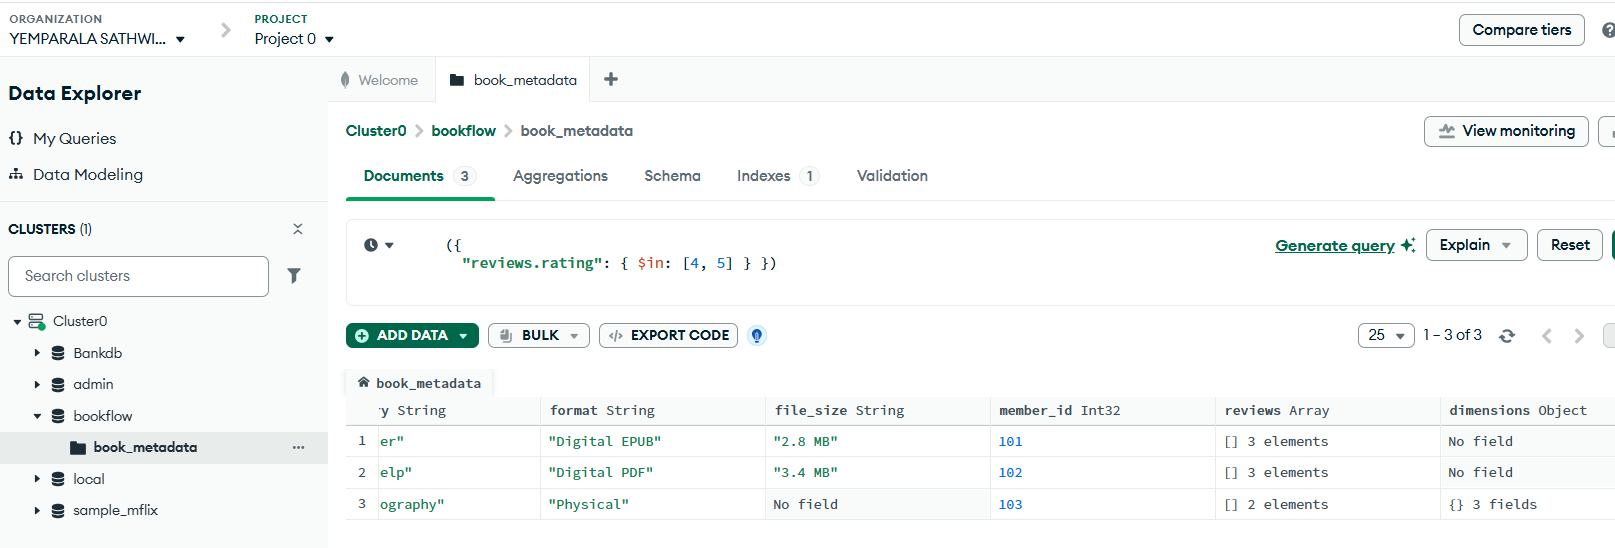 ORGANIZATION
YEMPARALA SATHWI...
PROJECT
Project 0
Compare tiers
Data Explorer
My Queries
Data Modeling
CLUSTERS (1)
Search clusters
Cluster0
Bankdb
admin
bookflow
book_metadata
local
sample_mflix
Welcome
book_metadata
Cluster0 > bookflow > book_metadata
View monitoring
Documents 3 Aggregations Schema Indexes 1 Validation
({
"reviews.rating": { $in: [4, 5] } })
Generate query
Explain
Reset
ADD DATA
BULK
EXPORT CODE
25
1 – 3 of 3
book_metadata
y String format String file_size String member_id Int32 reviews Array dimensions Object
1 er" "Digital EPUB" "2.8 MB" 101 [] 3 elements No field
2 elp" "Digital PDF" "3.4 MB" 102 [] 3 elements No field
3 ography" "Physical" No field 103 [] 2 elements {} 3 fields